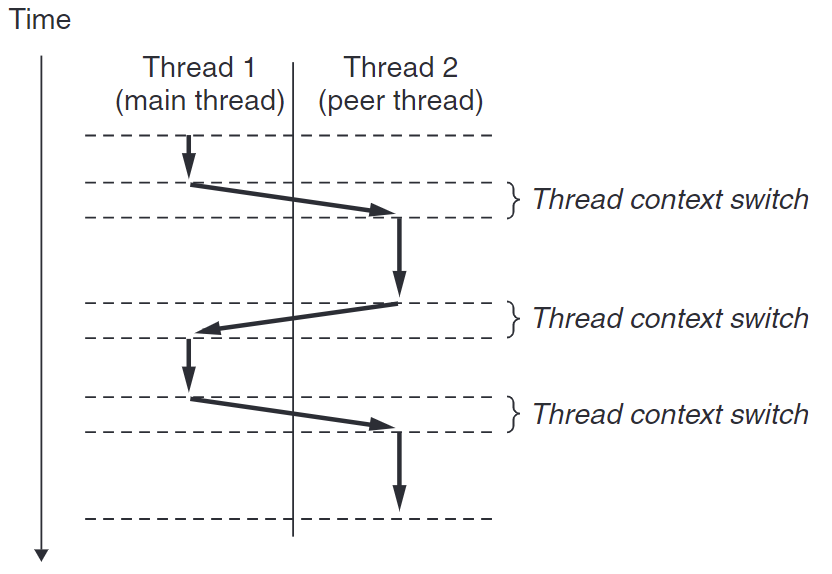 Time
Thread 1
(main thread)
Thread 2
(peer thread)
Thread context switch
Thread context switch
Thread context switch